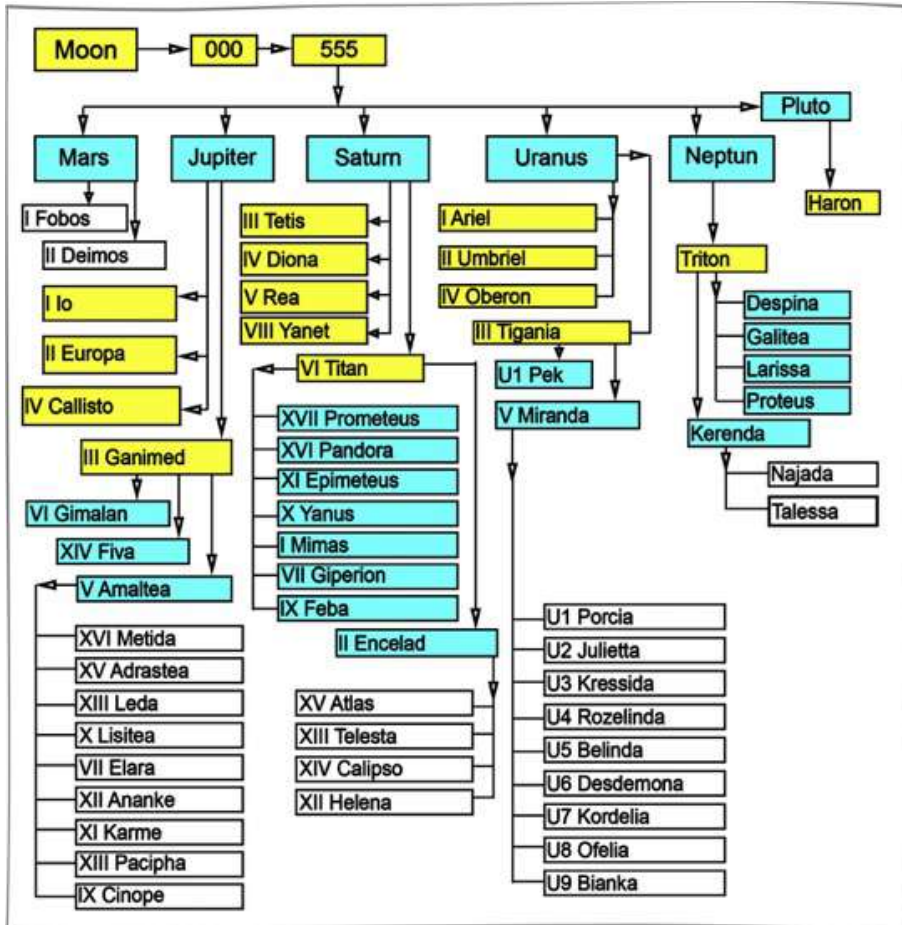 Moon
000
555
Pluto
Mars
Jupiter
Saturn
Uranus
Neptun
Haron
I Fobos
II Deimos
I Io
II Europa
IV Callisto
III Ganimed
VI Gimalan
XIV Fiva
V Amaltea
XVI Metida
XV Adrastea
XIII Leda
X Lisitea
VII Elara
XII Ananke
XI Karme
XIII Pacipha
IX Cinope
III Tetis
IV Diona
V Rea
VIII Yanet
VI Titan
XVII Prometeus
XVI Pandora
XI Epimeteus
X Yanus
I Mimas
VII Giperion
IX Feba
II Encelad
XV Atlas
XIII Telesta
XIV Calipso
XII Helena
I Ariel
II Umbriel
IV Oberon
III Tigania
U1 Pek
V Miranda
U1 Porcia
U2 Julietta
U3 Kressida
U4 Rozelinda
U5 Belinda
U6 Desdemona
U7 Kordelia
U8 Ofelia
U9 Bianka
Triton
Despina
Galitea
Larissa
Proteus
Kerenda
Najada
Talessa